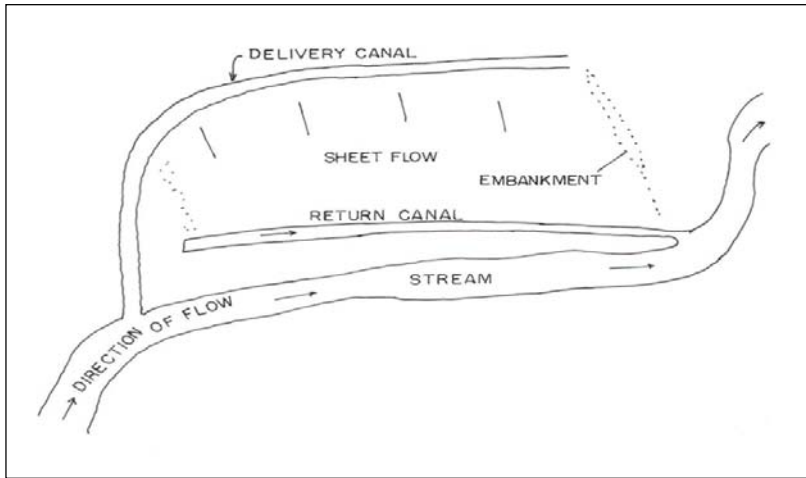 DELIVERY CANAL
SHEET FLOW
EMBANKMENT
RETURN CANAL
STREAM
DIRECTION OF FLOW